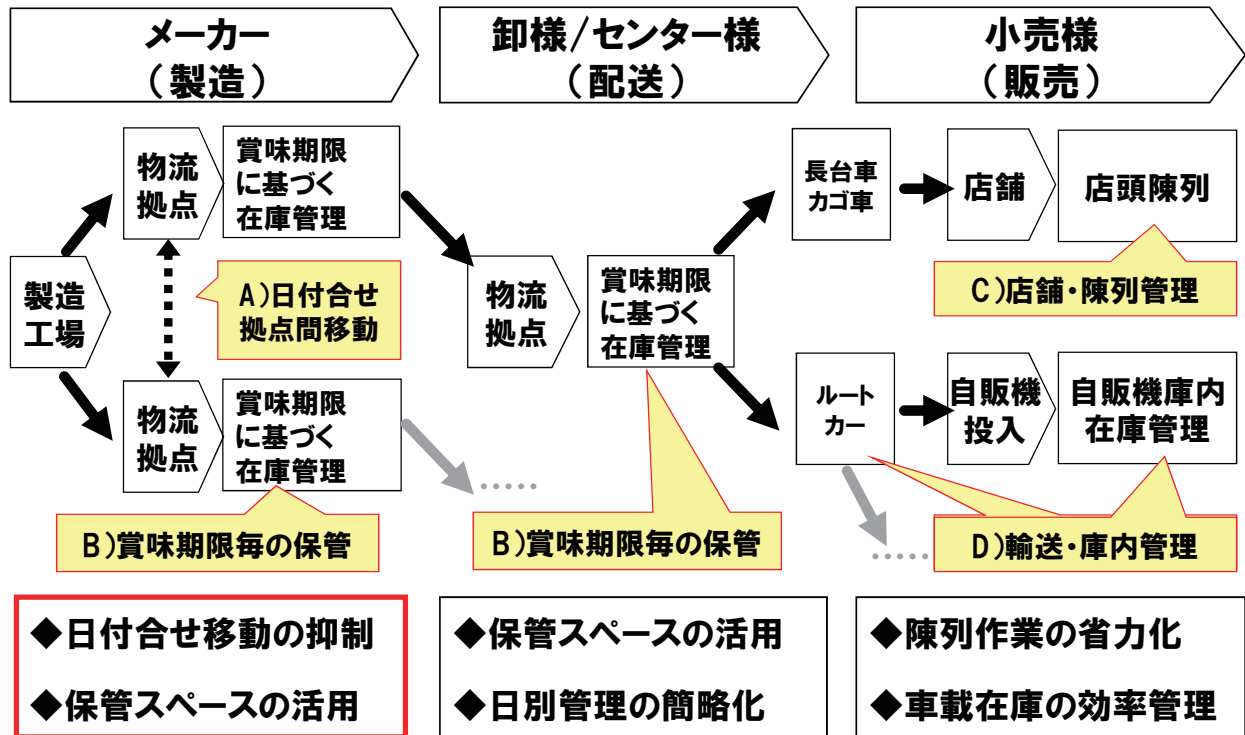 メーカー
（製造）
卸様/センター様
（配送）
小売様
（販売）
製造
工場
物流
拠点
賞味期限
に基づく
在庫管理
A)日付合せ
拠点間移動
物流
拠点
賞味期限
に基づく
在庫管理
B)賞味期限毎の保管
物流
拠点
賞味期限
に基づく
在庫管理
B)賞味期限毎の保管
長台車
カゴ車
店舗
店頭陳列
C)店舗・陳列管理
ルート
カー
自販機
投入
自販機庫内
在庫管理
D)輸送・庫内管理
.....
.....
◆日付合せ移動の抑制
◆保管スペースの活用
◆保管スペースの活用
◆日別管理の簡略化
◆陳列作業の省力化
◆車載在庫の効率管理